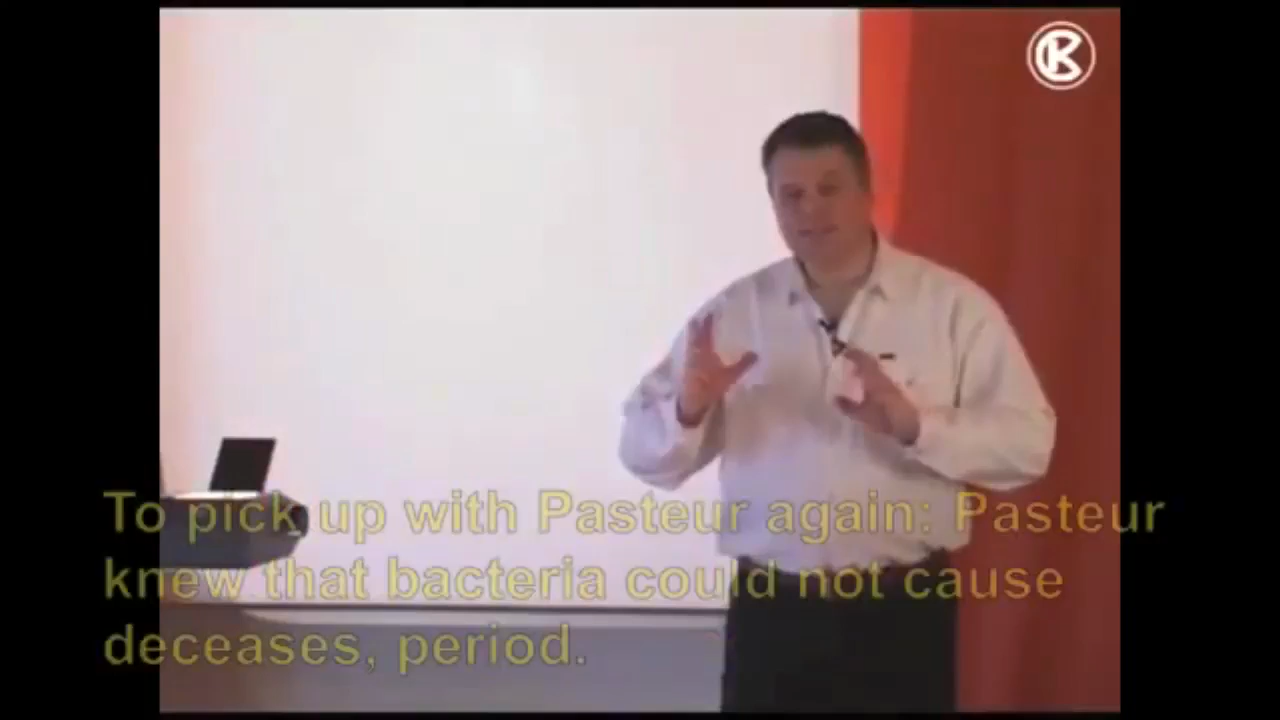 To pick up with Pasteur again: Pasteur
knew that bacteria could not cause
deceases, period.